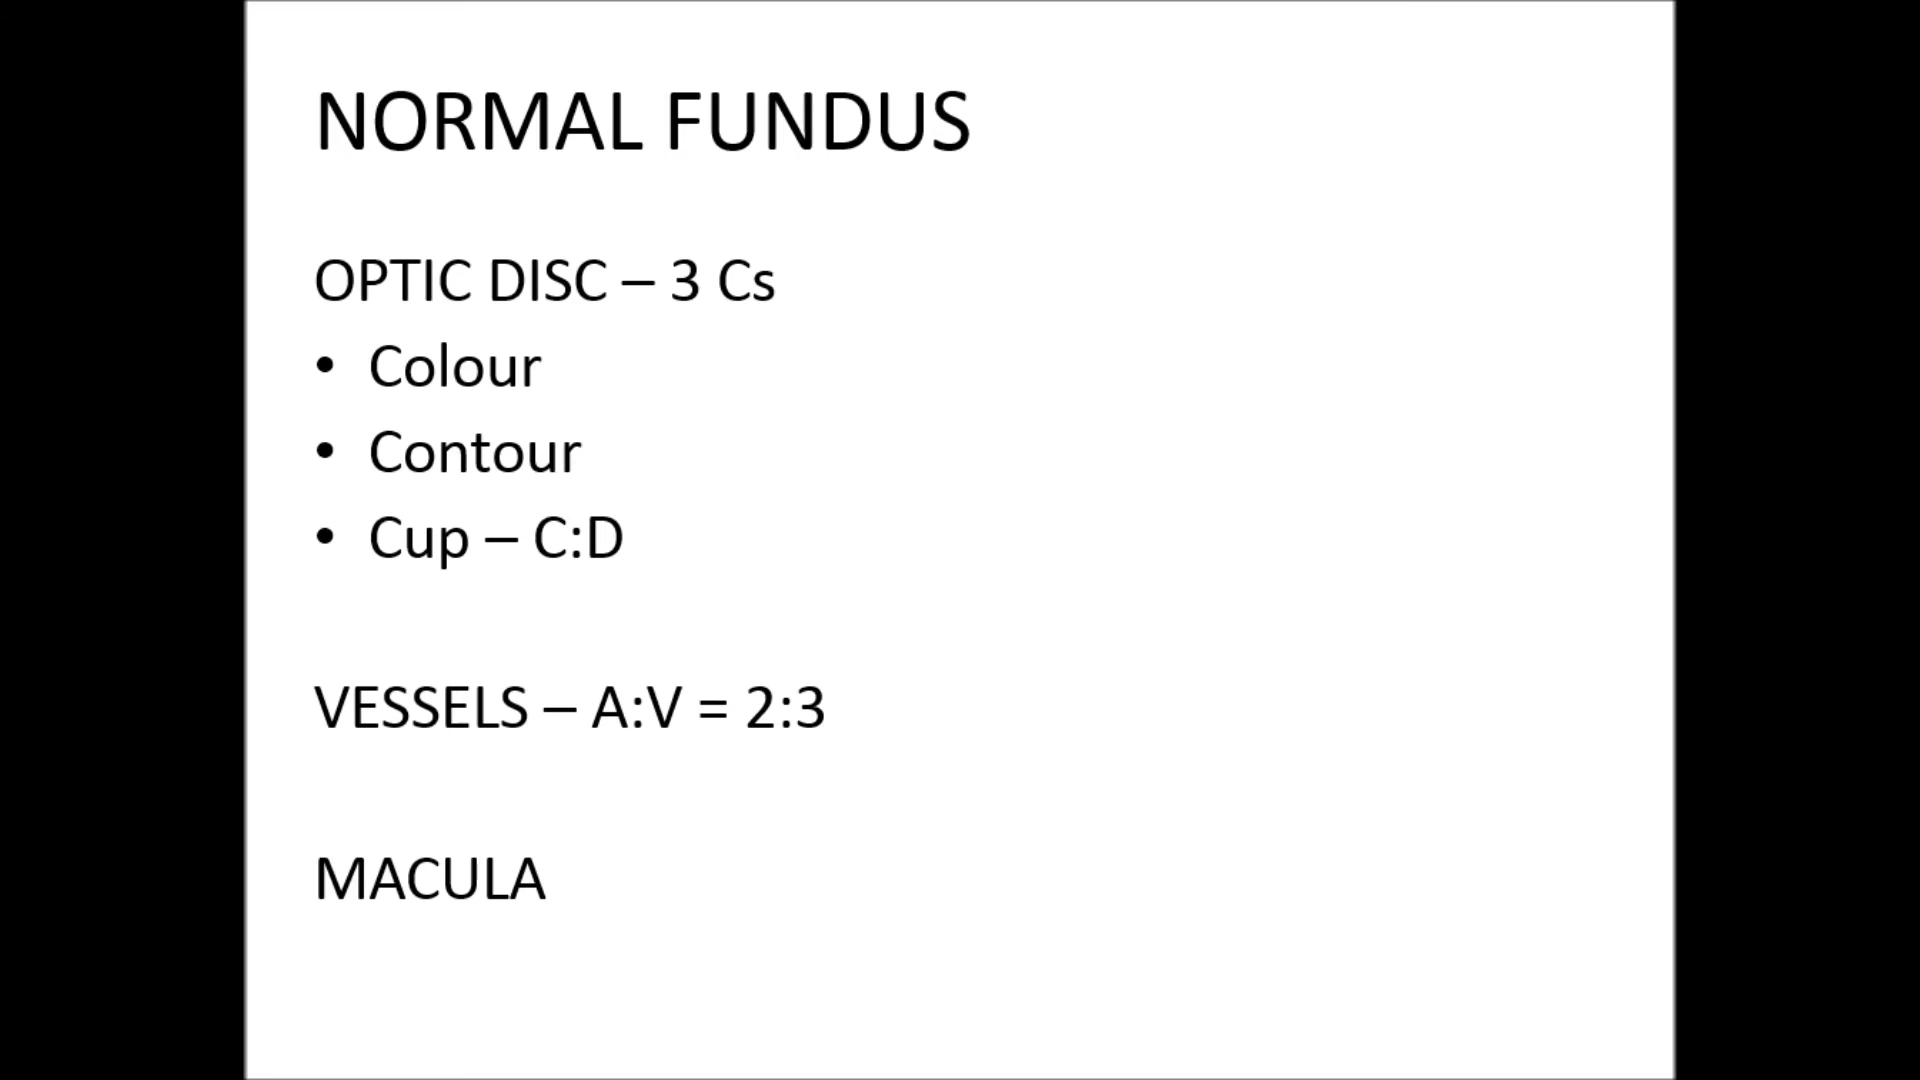 NORMAL FUNDUS
OPTIC DISC – 3 Cs
• Colour
• Contour
• Cup – C:D
VESSELS – A:V = 2:3
MACULA